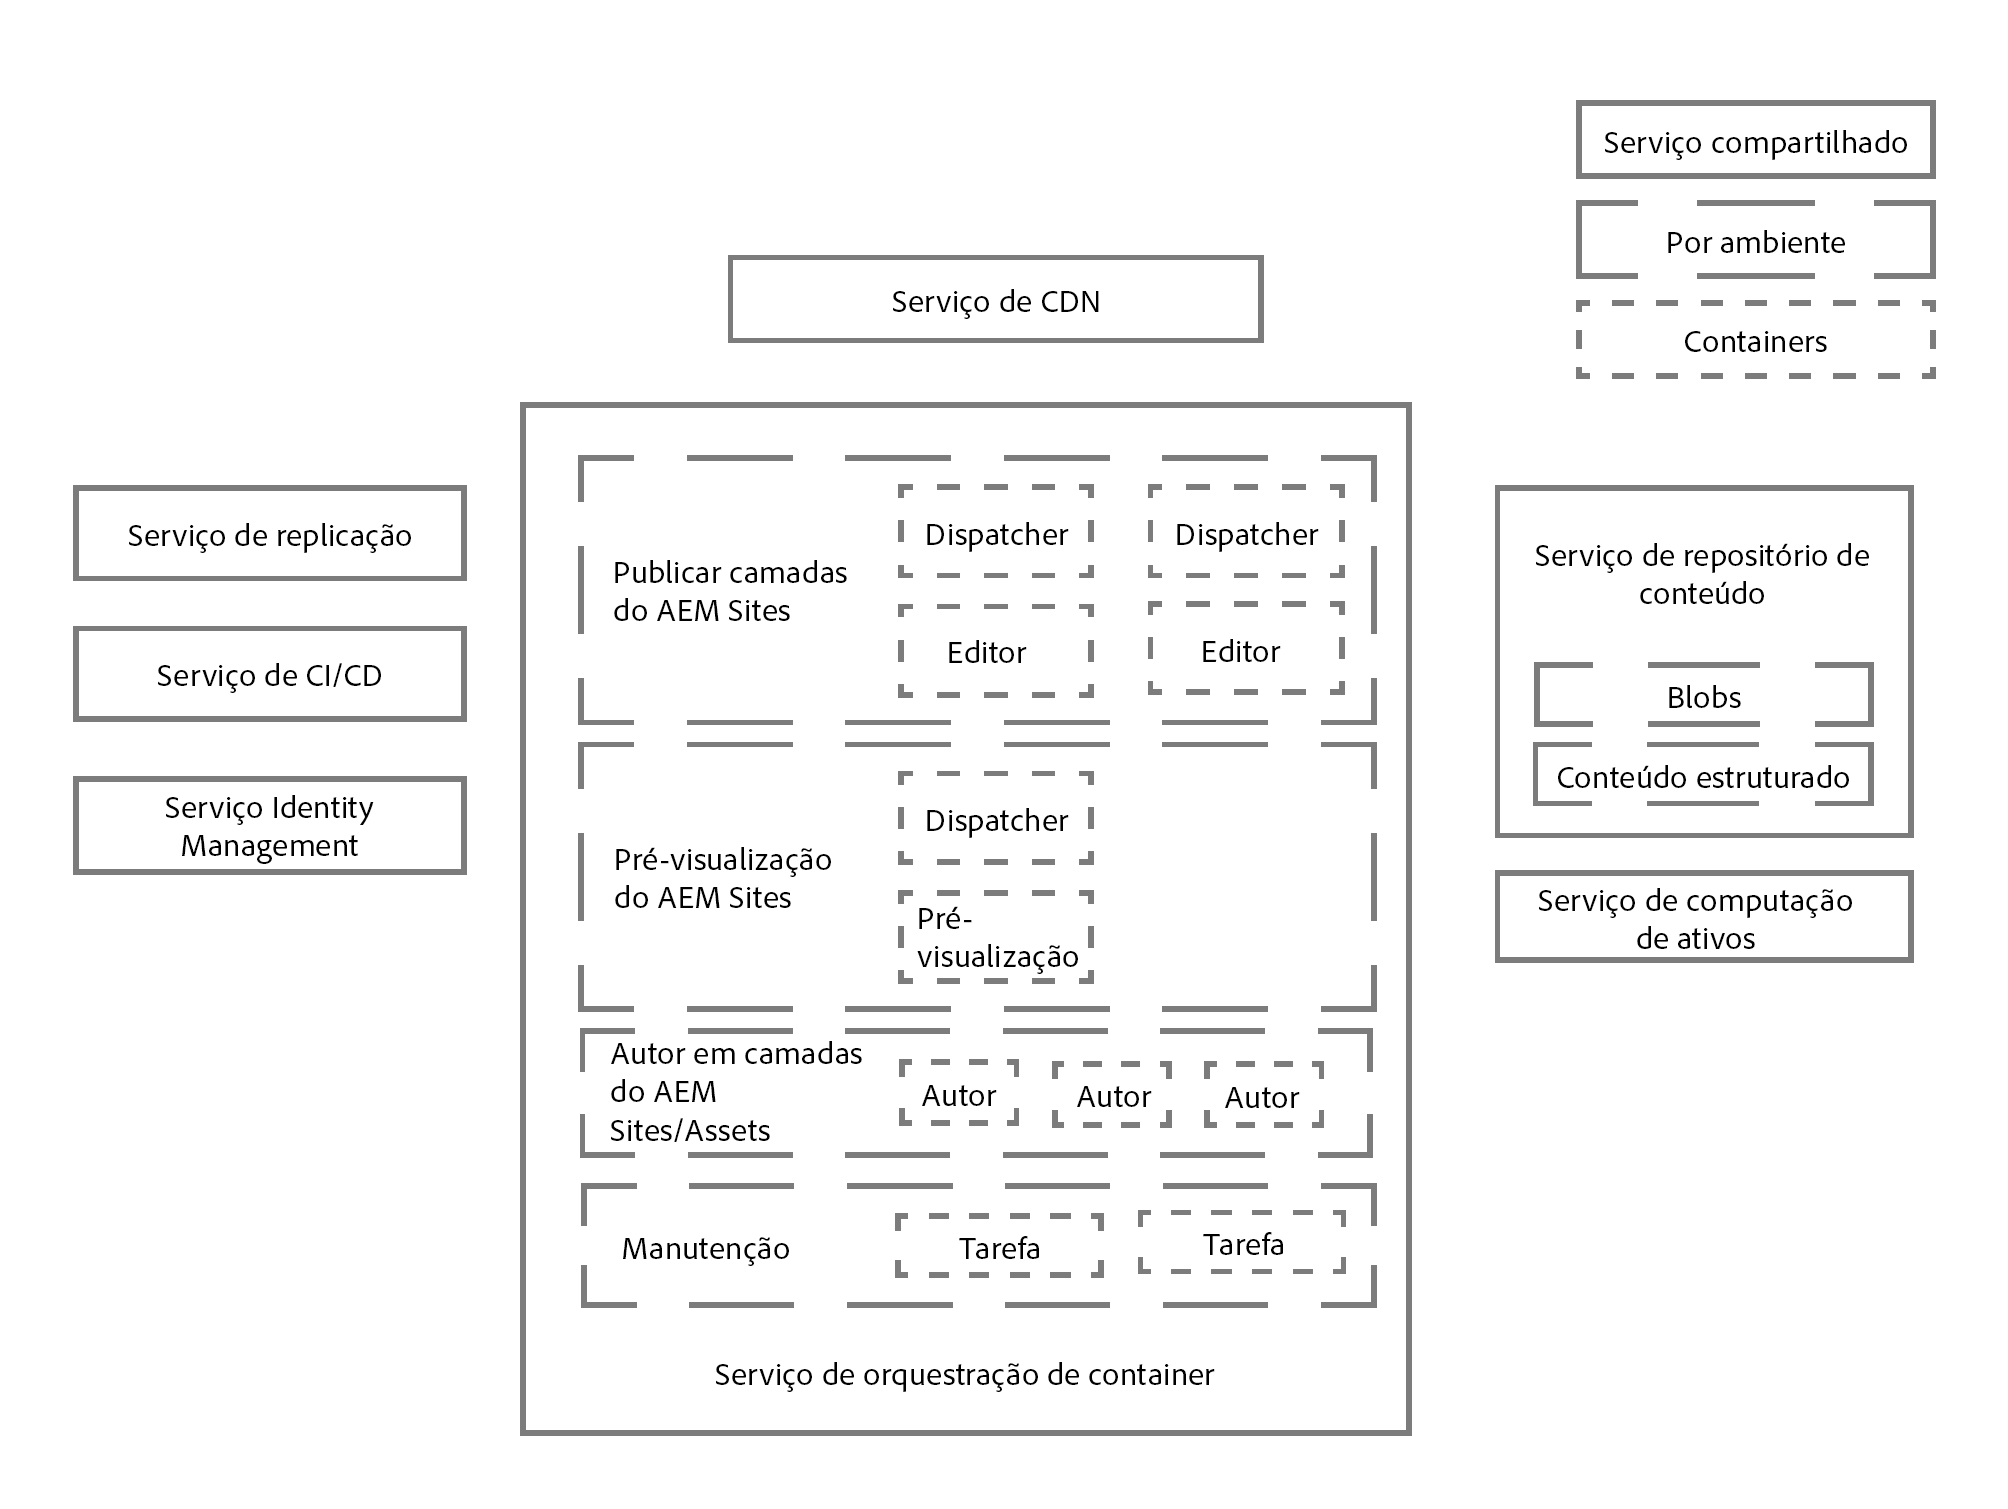 Serviço compartilhado
Por ambiente
Containers
Serviço de CDN
Serviço de replicação
Serviço de CI/CD
Serviço Identity
Management
Publicar camadas
do AEM Sites
Dispatcher
Dispatcher
Editor
Editor
Pré-visualização
do AEM Sites
Dispatcher
Pré-
visualização
Autor em camadas
do AEM
Sites/Assets
Autor
Autor
Autor
Manutenção
Tarefa
Tarefa
Serviço de orquestração de container
Serviço de repositório de
conteúdo
Blobs
Conteúdo estruturado
Serviço de computação
de ativos